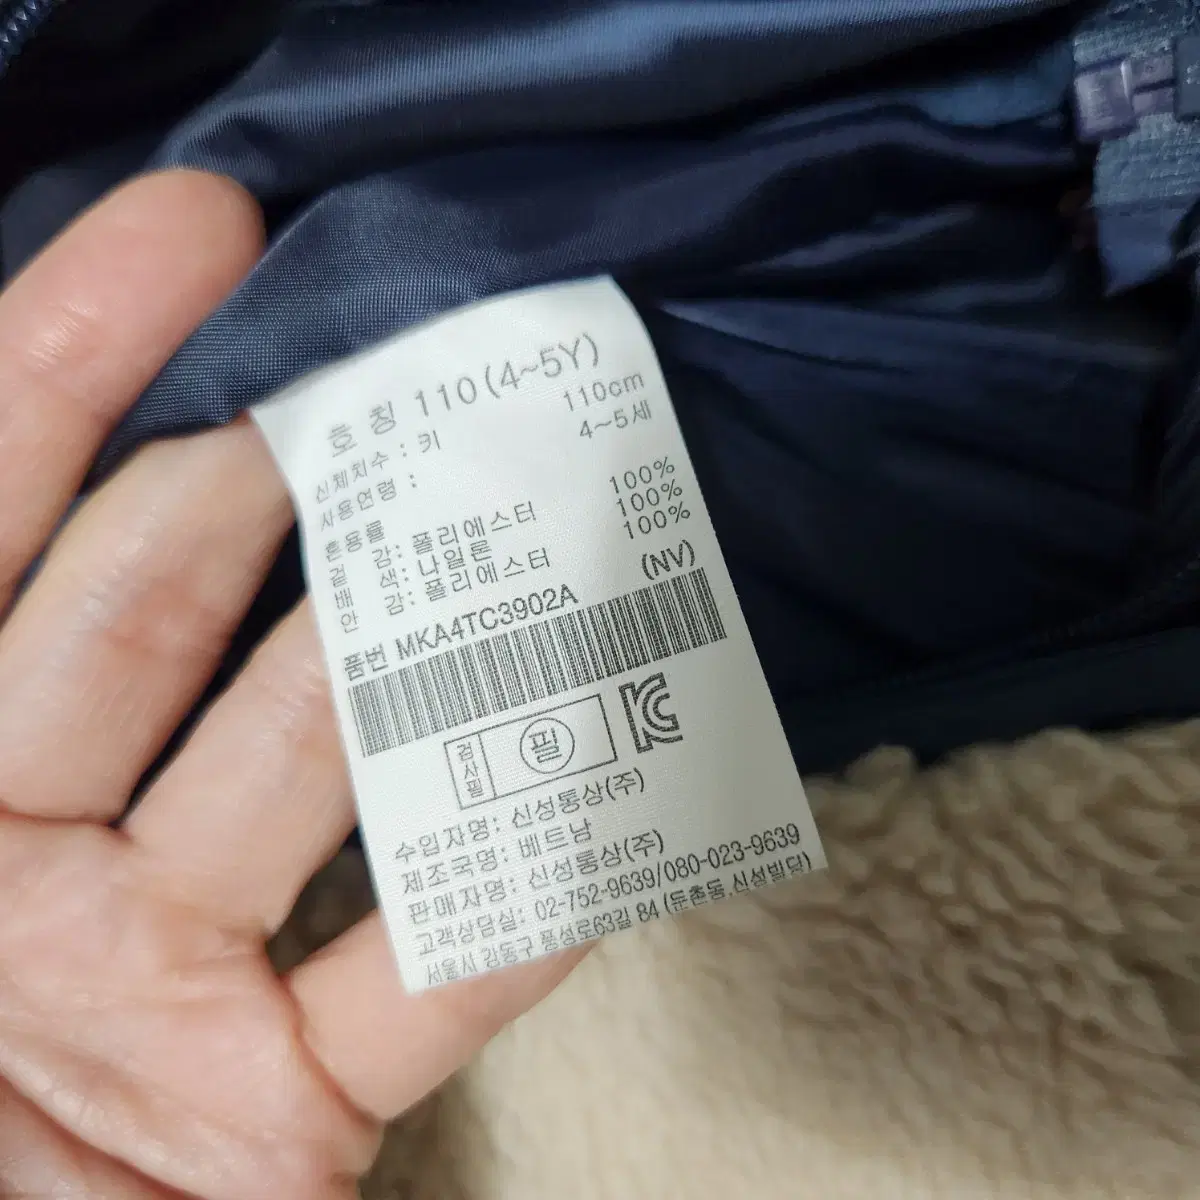 호 칭 110(4~5Y)
신체치수 : 키 110cm
사용연령 : 4~5세
혼용률
겉 감: 폴리에스터 100%
배 색: 나일론 100%
안 감: 폴리에스터 100%
품번 MKA4TC3902A (NV)
검사필 필
수입자명: 신성통상(주)
제조국명: 베트남
판매자명: 신성통상(주)
고객상담실: 02-752-9639/080-023-9639
서울시 강동구 풍성로63길 84 (둔촌동,신성빌딩)